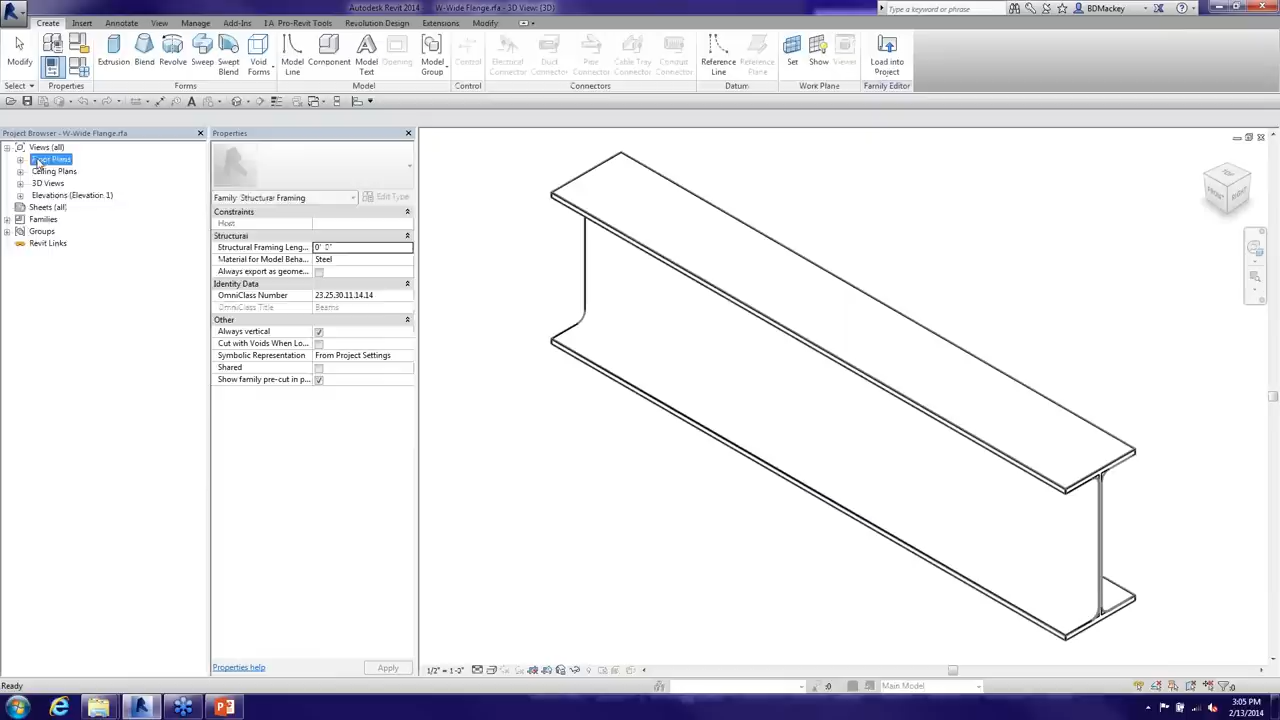 Autodesk Revit 2014 - W-Wide Flange.rfa - 3D View: {3D}
Type a keyword or phrase
BDMackey
Create Insert Annotate View Manage Add-Ins Revolution Design Extensions Modify
Modify
Extrusion Blend Revolve Sweep Swept Blend Void Forms
Model Line Component Model Text Opening Model Group
Control
Electrical Connector Duct Connector Pipe Connector Cable Tray Connector Conduit Connector
Reference Line Reference Plane
Set Show Viewer
Load into Project
Select Properties Forms Model Control Connectors Datum Work Plane Family Editor
Project Browser - W-Wide Flange.rfa
Views (all)
Floor Plans
Ceiling Plans
3D Views
Elevations (Elevation 1)
Sheets (all)
Families
Groups
Revit Links
Properties
Family: Structural Framing
Edit Type
Constraints
Host
Structural
Structural Framing Leng...
Material for Model Beha... Steel
Always export as geome...
Identity Data
OmniClass Number 23.25.30.11.14.14
OmniClass Title Beams
Other
Always vertical
Cut with Voids When Lo...
Symbolic Representation From Project Settings
Shared
Show family pre-cut in p...
Properties help
Apply
TOP
FRONT
RIGHT
1/2" = 1'-0"
Ready
:0
Main Model
:0
3:05 PM
2/13/2014